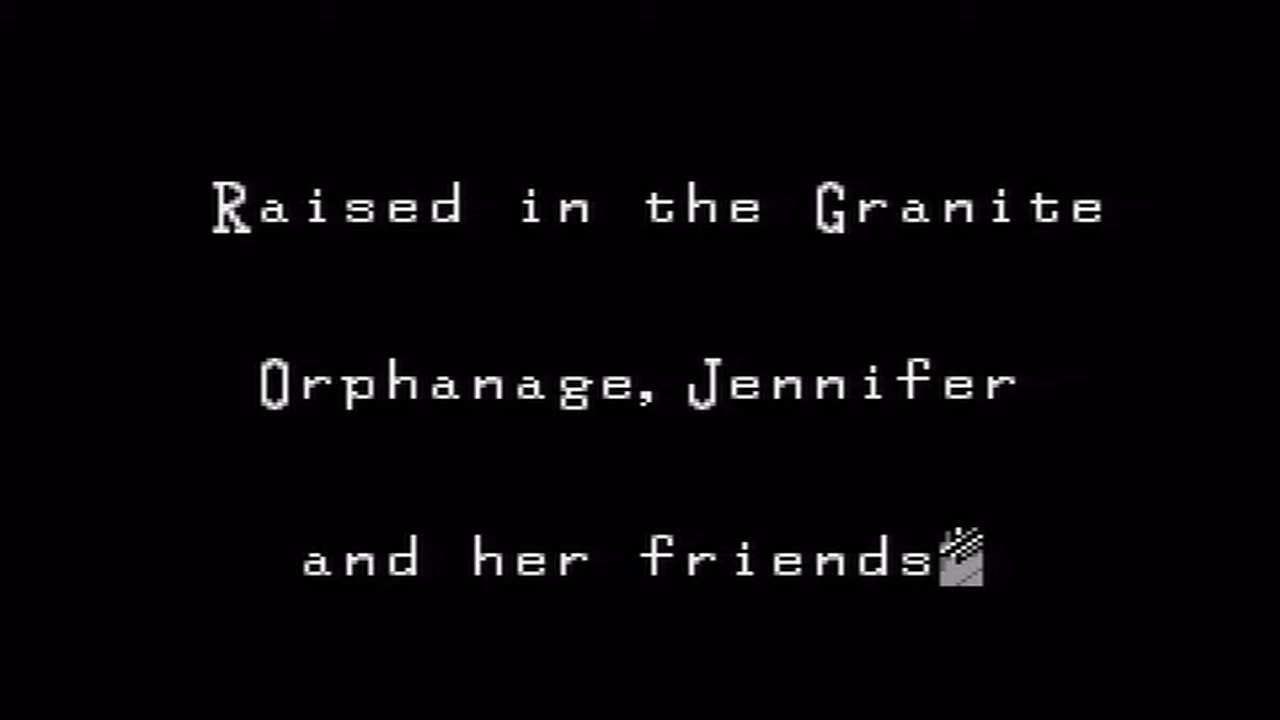 Raised in the Granite
Orphanage, Jennifer
and her friends